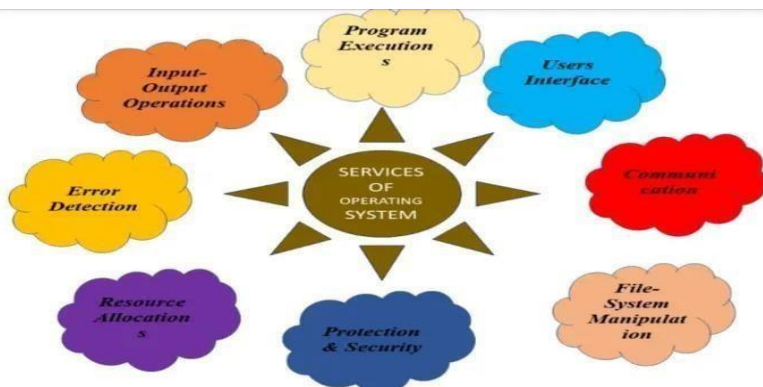 Program
Execution
s
Input-
Output
Operations
Users
Interface
Error
Detection
SERVICES
OF
OPERATING
SYSTEM
Communi
cation
Resource
Allocation
s
Protection
& Security
File-
System
Manipulat
ion